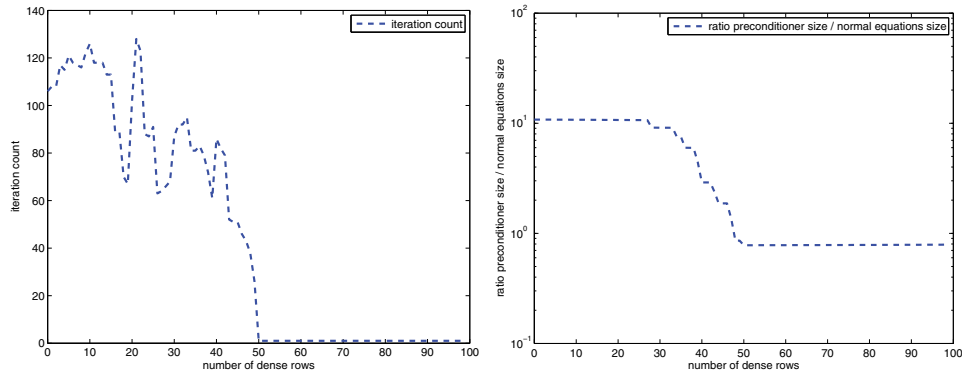 140
120
100
80
60
40
20
0
iteration count
iteration count
0 10 20 30 40 50 60 70 80 90 100
number of dense rows
10^2
10^1
10^0
10^-1
ratio preconditioner size / normal equations size
ratio preconditioner size / normal equations size
0 10 20 30 40 50 60 70 80 90 100
number of dense rows